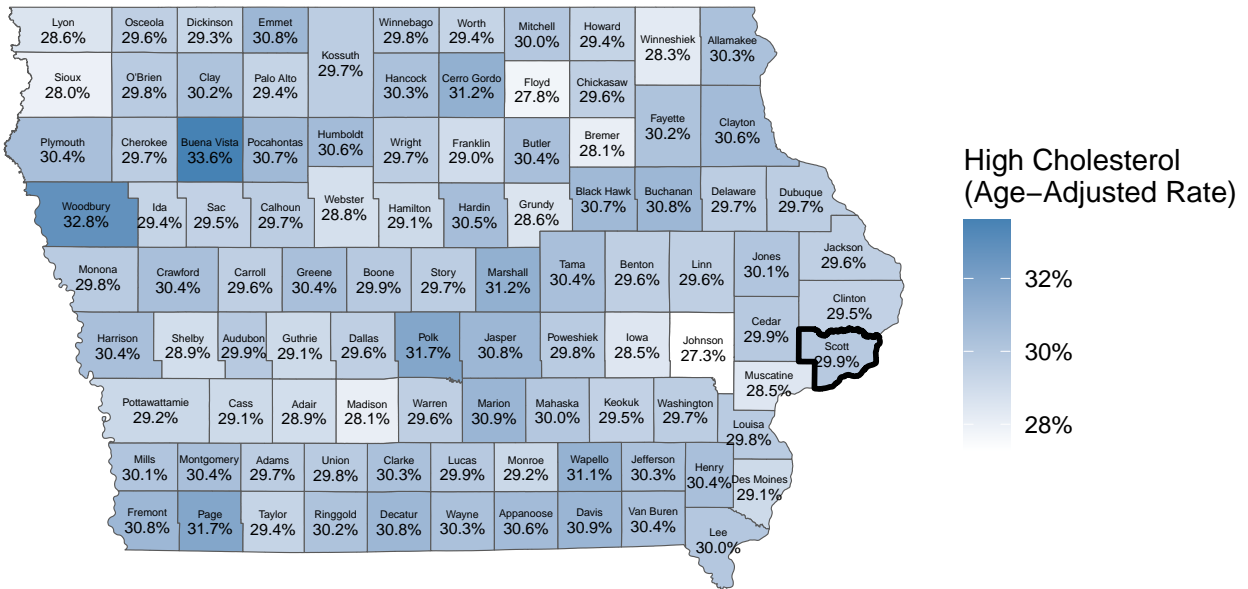 Lyon
28.6%
Osceola
29.6%
Dickinson
29.3%
Emmet
30.8%
Kossuth
29.7%
Winnebago
29.8%
Worth
29.4%
Mitchell
30.0%
Howard
29.4%
Winneshiek
28.3%
Allamakee
30.3%
Sioux
28.0%
O'Brien
29.8%
Clay
30.2%
Palo Alto
29.4%
Hancock
30.3%
Cerro Gordo
31.2%
Floyd
27.8%
Chickasaw
29.6%
Fayette
30.2%
Clayton
30.6%
Plymouth
30.4%
Cherokee
29.7%
Buena Vista
33.6%
Pocahontas
30.7%
Humboldt
30.6%
Wright
29.7%
Franklin
29.0%
Butler
30.4%
Bremer
28.1%
Woodbury
32.8%
Ida
29.4%
Sac
29.5%
Calhoun
29.7%
Webster
28.8%
Hamilton
29.1%
Hardin
30.5%
Grundy
28.6%
Black Hawk
30.7%
Buchanan
30.8%
Delaware
29.7%
Dubuque
29.7%
Monona
29.8%
Crawford
30.4%
Carroll
29.6%
Greene
30.4%
Boone
29.9%
Story
29.7%
Marshall
31.2%
Tama
30.4%
Benton
29.6%
Linn
29.6%
Jones
30.1%
Jackson
29.6%
Clinton
29.5%
Harrison
30.4%
Shelby
28.9%
Audubon
29.9%
Guthrie
29.1%
Dallas
29.6%
Polk
31.7%
Jasper
30.8%
Poweshiek
29.8%
Iowa
28.5%
Johnson
27.3%
Cedar
29.9%
Scott
29.9%
Muscatine
28.5%
Pottawattamie
29.2%
Cass
29.1%
Adair
28.9%
Madison
28.1%
Warren
29.6%
Marion
30.9%
Mahaska
30.0%
Keokuk
29.5%
Washington
29.7%
Louisa
29.8%
Mills
30.1%
Montgomery
30.4%
Adams
29.7%
Union
29.8%
Clarke
30.3%
Lucas
29.9%
Monroe
29.2%
Wapello
31.1%
Jefferson
30.3%
Henry
30.4%
Des Moines
29.1%
Fremont
30.8%
Page
31.7%
Taylor
29.4%
Ringgold
30.2%
Decatur
30.8%
Wayne
30.3%
Appanoose
30.6%
Davis
30.9%
Van Buren
30.4%
Lee
30.0%
High Cholesterol
(Age−Adjusted Rate)
32%
30%
28%